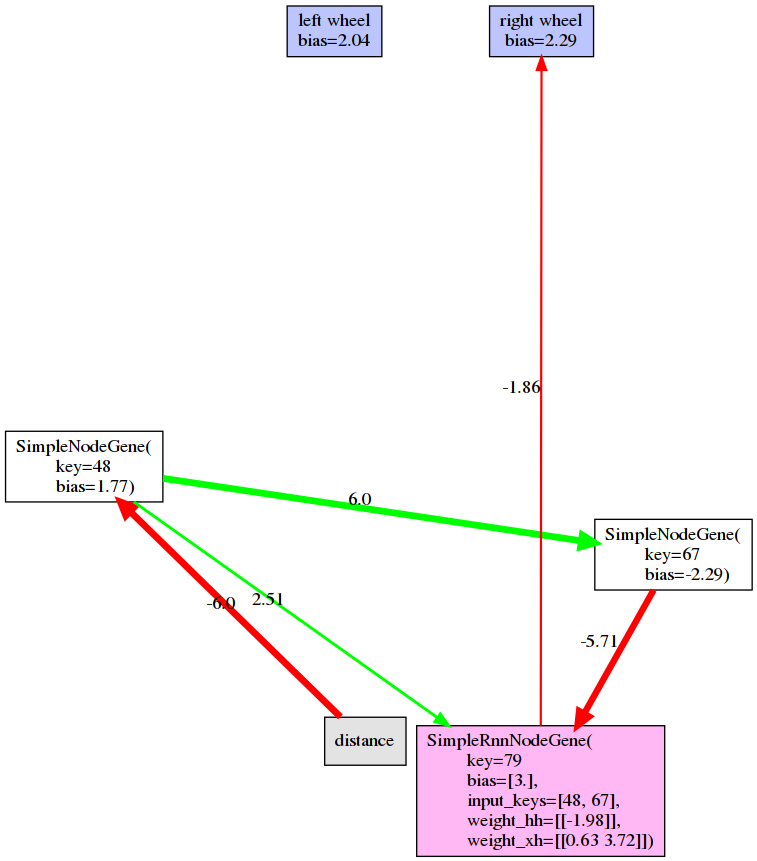 left wheel
bias=2.04
right wheel
bias=2.29
-1.86
SimpleNodeGene(
key=48
bias=1.77)
6.0
SimpleNodeGene(
key=67
bias=-2.29)
-6.0
2.51
-5.71
distance
SimpleRnnNodeGene(
key=79
bias=[3.],
input_keys=[48, 67],
weight_hh=[[-1.98]],
weight_xh=[[0.63 3.72]])